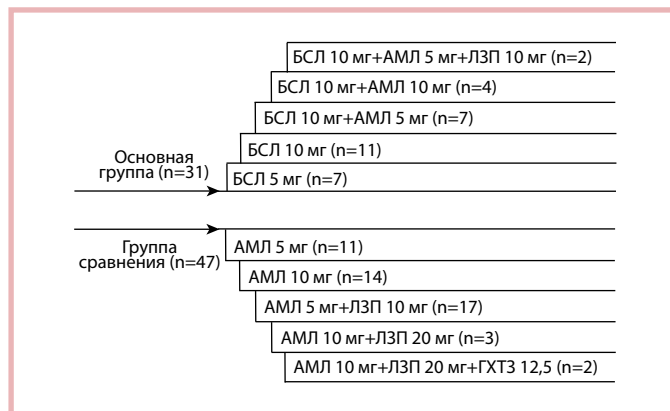 БСЛ 10 мг+АМЛ 5 мг+ЛЗП 10 мг (n=2)
БСЛ 10 мг+АМЛ 10 мг (n=4)
БСЛ 10 мг+АМЛ 5 мг (n=7)
БСЛ 10 мг (n=11)
БСЛ 5 мг (n=7)
Основная
группа (n=31)
Группа
сравнения (n=47)
АМЛ 5 мг (n=11)
АМЛ 10 мг (n=14)
АМЛ 5 мг+ЛЗП 10 мг (n=17)
АМЛ 10 мг+ЛЗП 20 мг (n=3)
АМЛ 10 мг+ЛЗП 20 мг+ГХТЗ 12,5 (n=2)